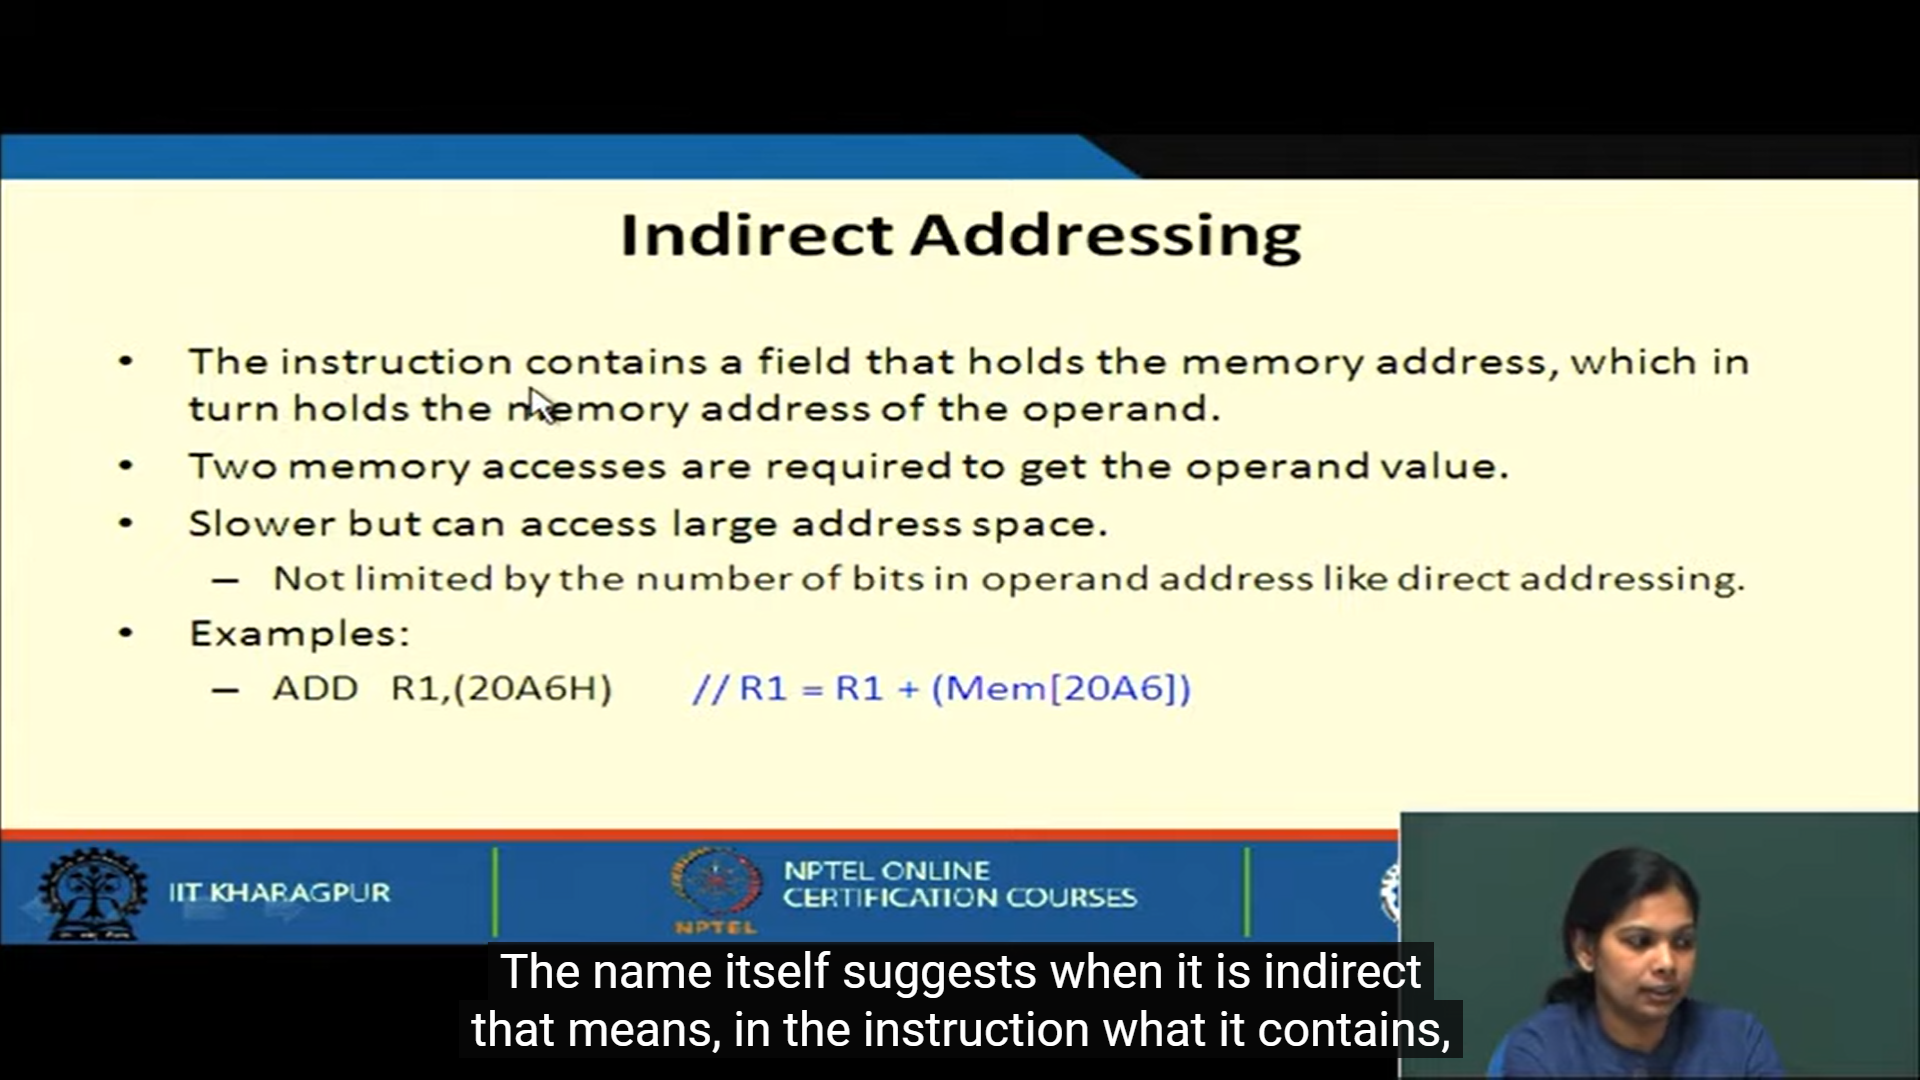 Indirect Addressing
• The instruction contains a field that holds the memory address, which in
turn holds the memory address of the operand.
• Two memory accesses are required to get the operand value.
• Slower but can access large address space.
– Not limited by the number of bits in operand address like direct addressing.
• Examples:
– ADD R1,(20A6H) // R1 = R1 + (Mem[20A6])
IIT KHARAGPUR
NPTEL ONLINE
CERTIFICATION COURSES
NPTEL
The name itself suggests when it is indirect
that means, in the instruction what it contains,